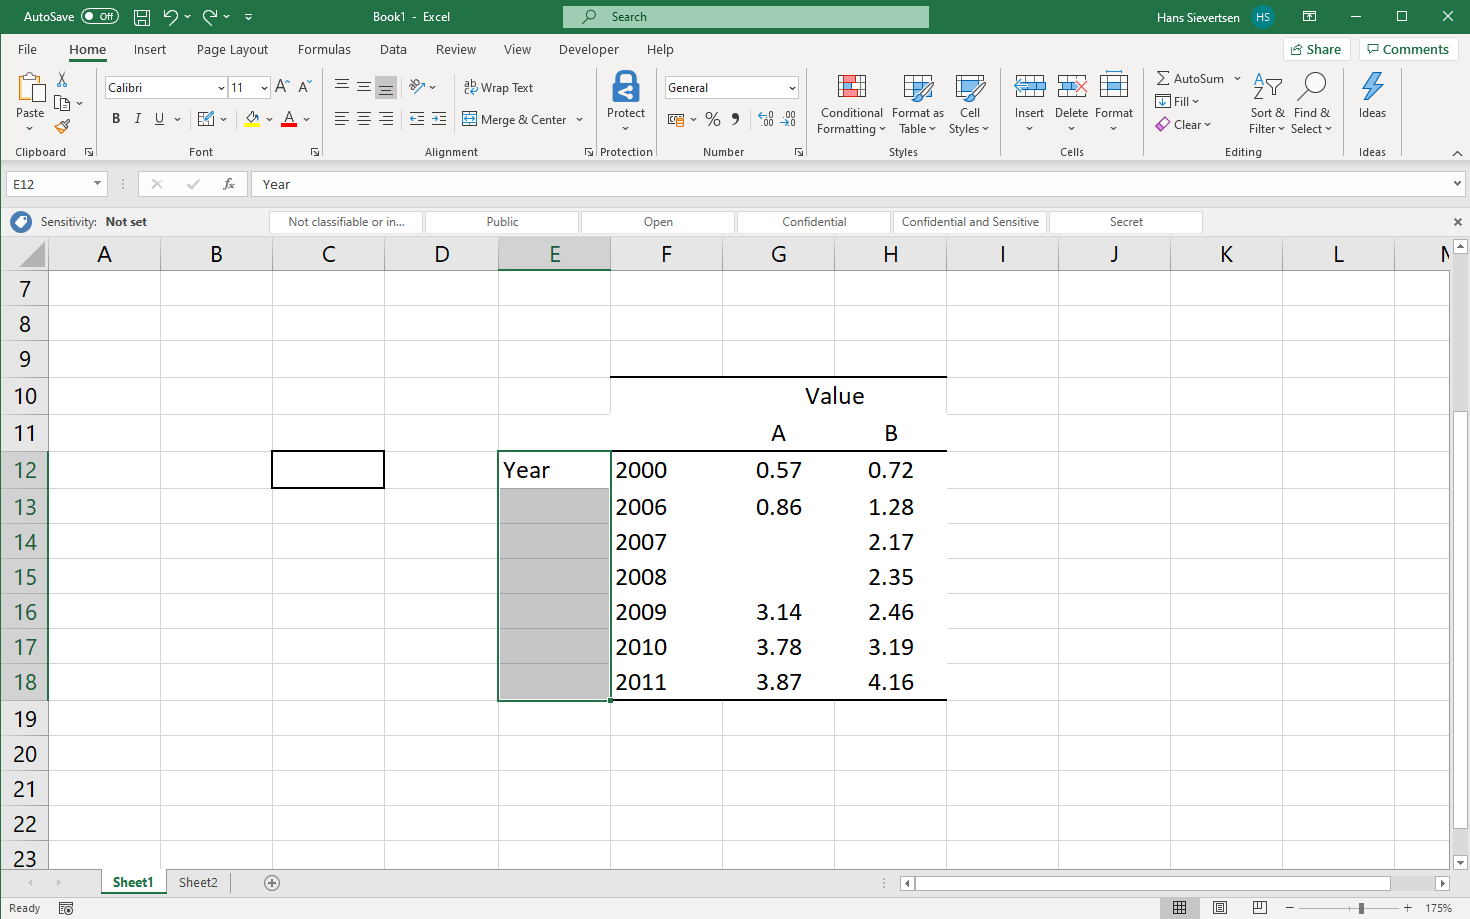 AutoSave Off Book1 - Excel Search Hans Sievertsen HS
File Home Insert Page Layout Formulas Data Review View Developer Help Share Comments
Paste
Clipboard
Calibri 11 A A
B I U A
Font
ab Wrap Text
Merge & Center
Alignment
Protect
Protection
General
% 9
Number
Conditional Formatting
Format as Table
Cell Styles
Styles
Insert Delete Format
Cells
AutoSum
Fill
Clear
Sort & Filter
Find & Select
Editing
Ideas
Ideas
E12 fx Year
Sensitivity: Not set Not classifiable or in... Public Open Confidential Confidential and Sensitive Secret
A B C D E F G H I J K L
7
8
9
10 Value
11 A B
12 Year 2000 0.57 0.72
13 2006 0.86 1.28
14 2007 2.17
15 2008 2.35
16 2009 3.14 2.46
17 2010 3.78 3.19
18 2011 3.87 4.16
19
20
21
22
23
Sheet1 Sheet2
Ready 175%